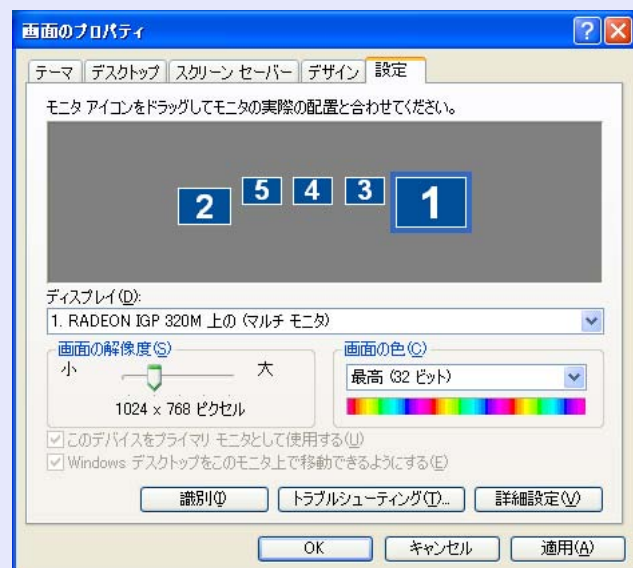 画面のプロパティ
テーマ デスクトップ スクリーン セーバー デザイン 設定
モニタ アイコンをドラッグしてモニタの実際の配置と合わせてください。
2 5 4 3 1
ディスプレイ(D):
1. RADEON IGP 320M 上の (マルチ モニタ)
画面の解像度(S)
小 大
1024 x 768 ピクセル
画面の色(C)
最高 (32 ビット)
このデバイスをプライマリ モニタとして使用する(U)
Windows デスクトップをこのモニタ上で移動できるようにする(E)
識別(I) トラブルシューティング(T)... 詳細設定(V)
OK キャンセル 適用(A)